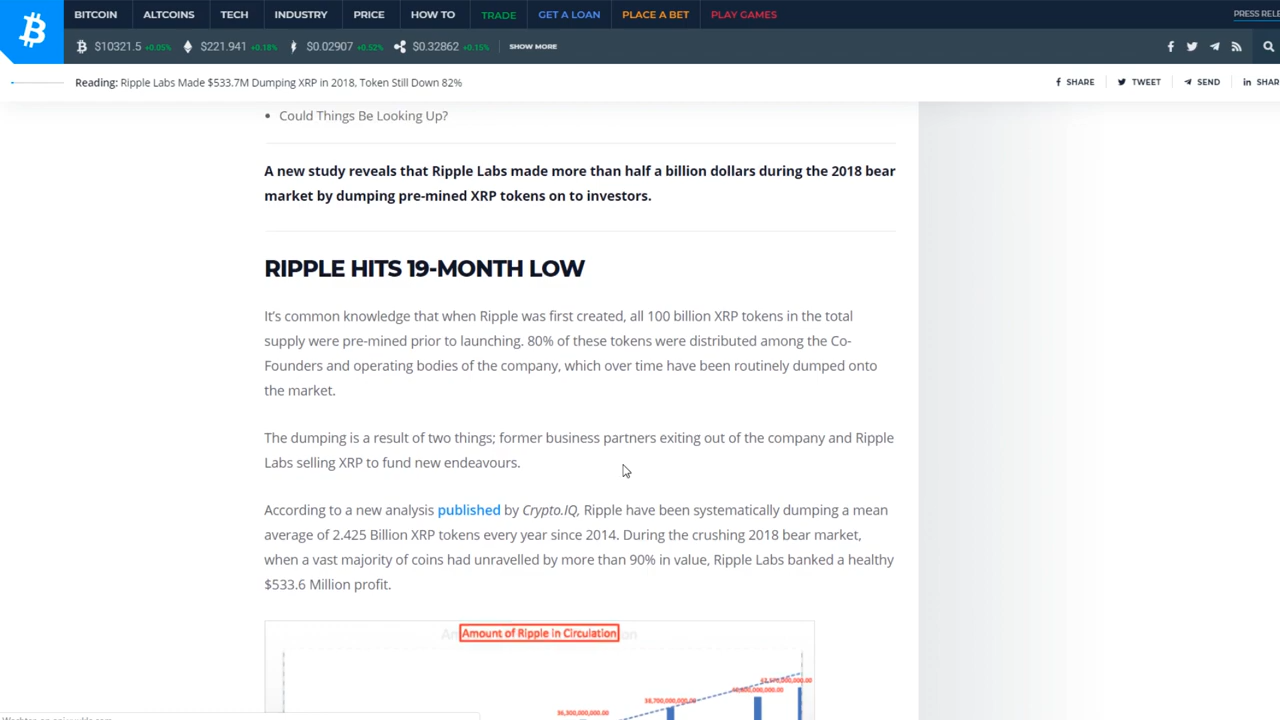 BITCOIN ALTCOINS TECH INDUSTRY PRICE HOW TO TRADE GET A LOAN PLACE A BET PLAY GAMES PRESS RELE
$10321.5 +0.05% $221.941 +0.18% $0.02907 +0.52% $0.32862 +0.15% SHOW MORE
Reading: Ripple Labs Made $533.7M Dumping XRP in 2018, Token Still Down 82% SHARE TWEET SEND SHAR
• Could Things Be Looking Up?
A new study reveals that Ripple Labs made more than half a billion dollars during the 2018 bear
market by dumping pre-mined XRP tokens on to investors.
RIPPLE HITS 19-MONTH LOW
It's common knowledge that when Ripple was first created, all 100 billion XRP tokens in the total
supply were pre-mined prior to launching. 80% of these tokens were distributed among the Co-
Founders and operating bodies of the company, which over time have been routinely dumped onto
the market.
The dumping is a result of two things; former business partners exiting out of the company and Ripple
Labs selling XRP to fund new endeavours.
According to a new analysis published by Crypto.IQ, Ripple have been systematically dumping a mean
average of 2.425 Billion XRP tokens every year since 2014. During the crushing 2018 bear market,
when a vast majority of coins had unravelled by more than 90% in value, Ripple Labs banked a healthy
$533.6 Million profit.
Amount of Ripple in Circulation